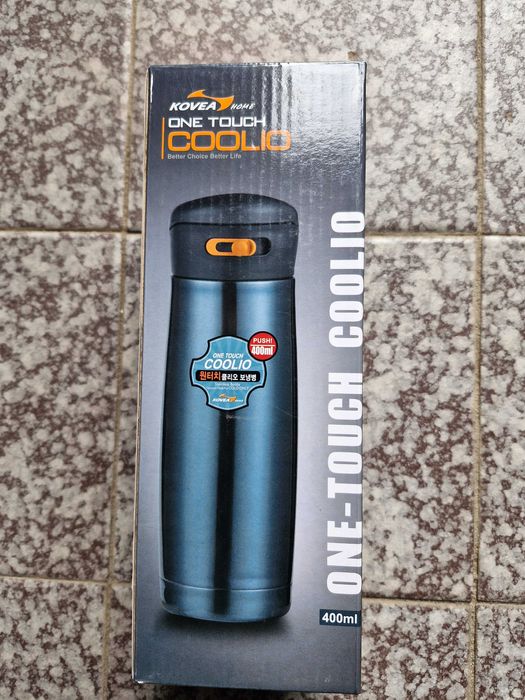 KOVEA HOME
ONE TOUCH
COOLIO
Better Choice Better Life
ONE-TOUCH COOLIO
PUSH!
400ml
ONE TOUCH
COOLIO
원터치 쿨리오 보냉병
KOVEA
400ml